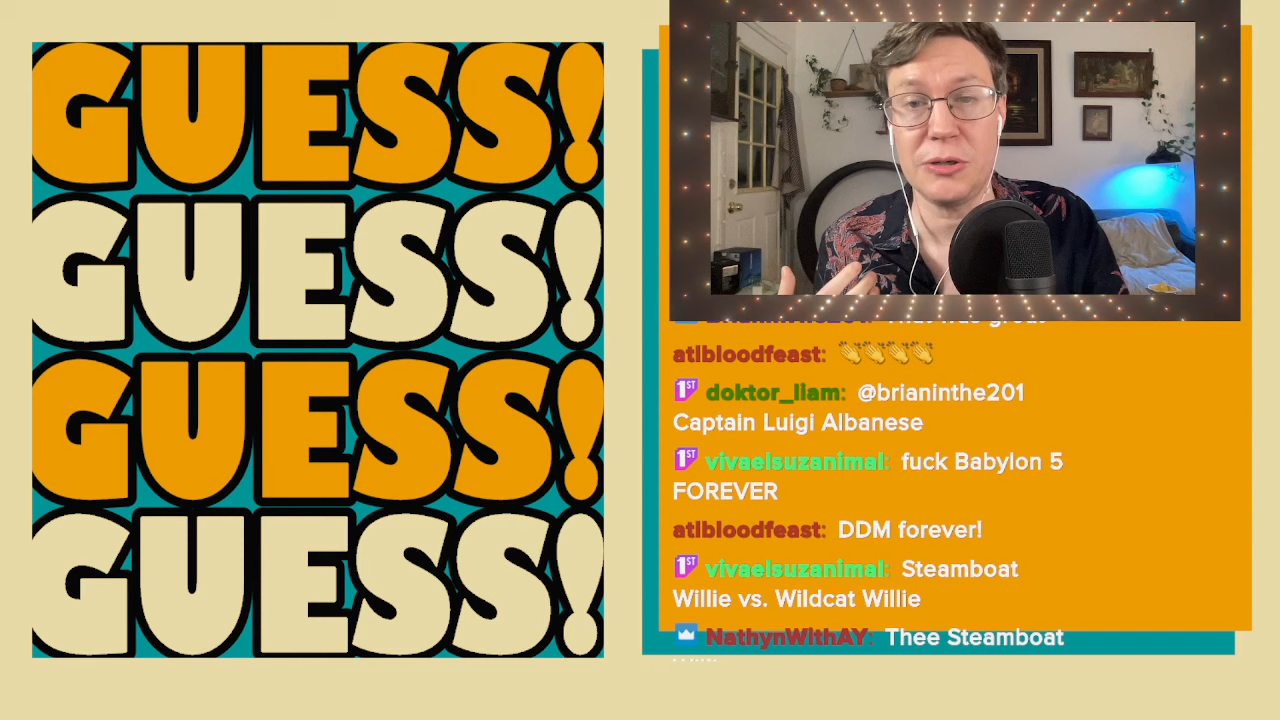 GUESS!
GUESS!
GUESS!
GUESS!
atlbloodfeast: 👏👏👏👏
doktor_liam: @brianinthe201
Captain Luigi Albanese
vivaelsuzanimal: fuck Babylon 5
FOREVER
atlbloodfeast: DDM forever!
vivaelsuzanimal: Steamboat
Willie vs. Wildcat Willie
NathynWithAY: Thee Steamboat